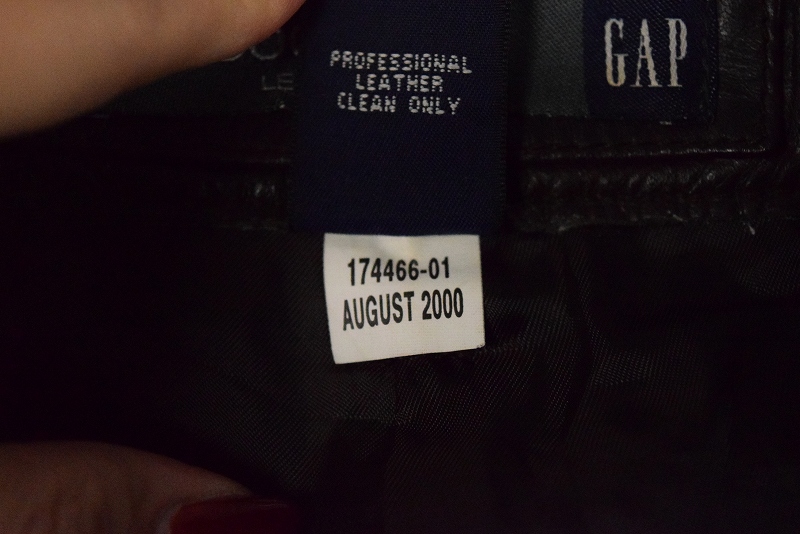 PROFESSIONAL
LEATHER
CLEAN ONLY
GAP
174466-01
AUGUST 2000